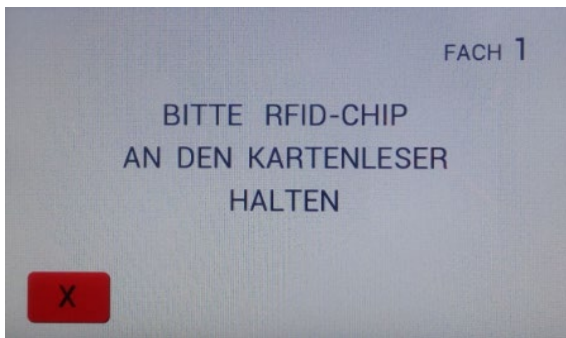 FACH 1
BITTE RFID-CHIP
AN DEN KARTENLESER
HALTEN
X